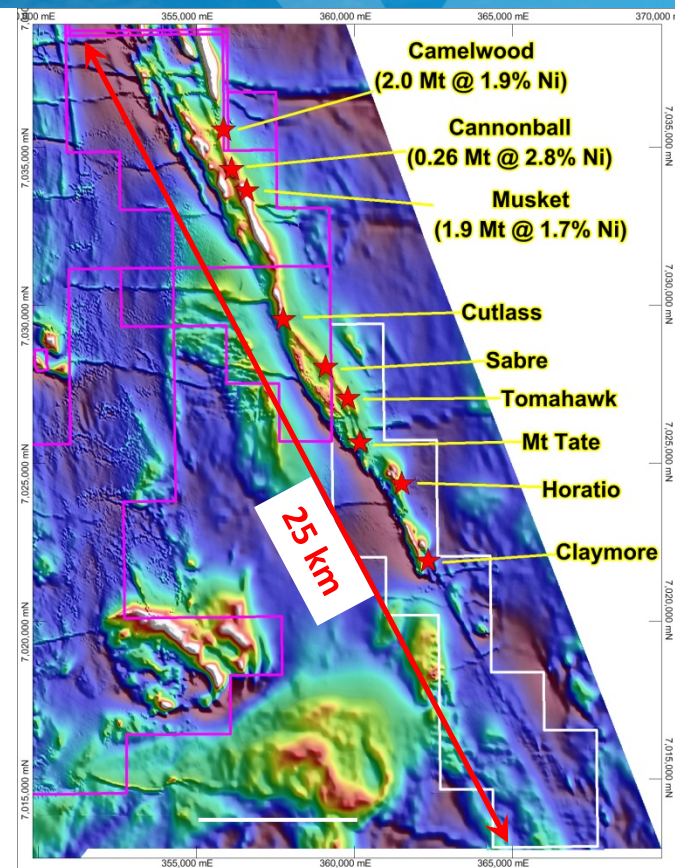 355,000 mE
360,000 mE
365,000 mE
370,000 mE
Camelwood
(2.0 Mt @ 1.9% Ni)
Cannonball
(0.26 Mt @ 2.8% Ni)
Musket
(1.9 Mt @ 1.7% Ni)
Cutlass
Sabre
Tomahawk
Mt Tate
Horatio
Claymore
25 km
7,035,000 mN
7,030,000 mN
7,025,000 mN
7,020,000 mN
7,015,000 mN
7,035,000 mN
7,030,000 mN
7,025,000 mN
7,020,000 mN
7,015,000 mN
355,000 mE
360,000 mE
365,000 mE